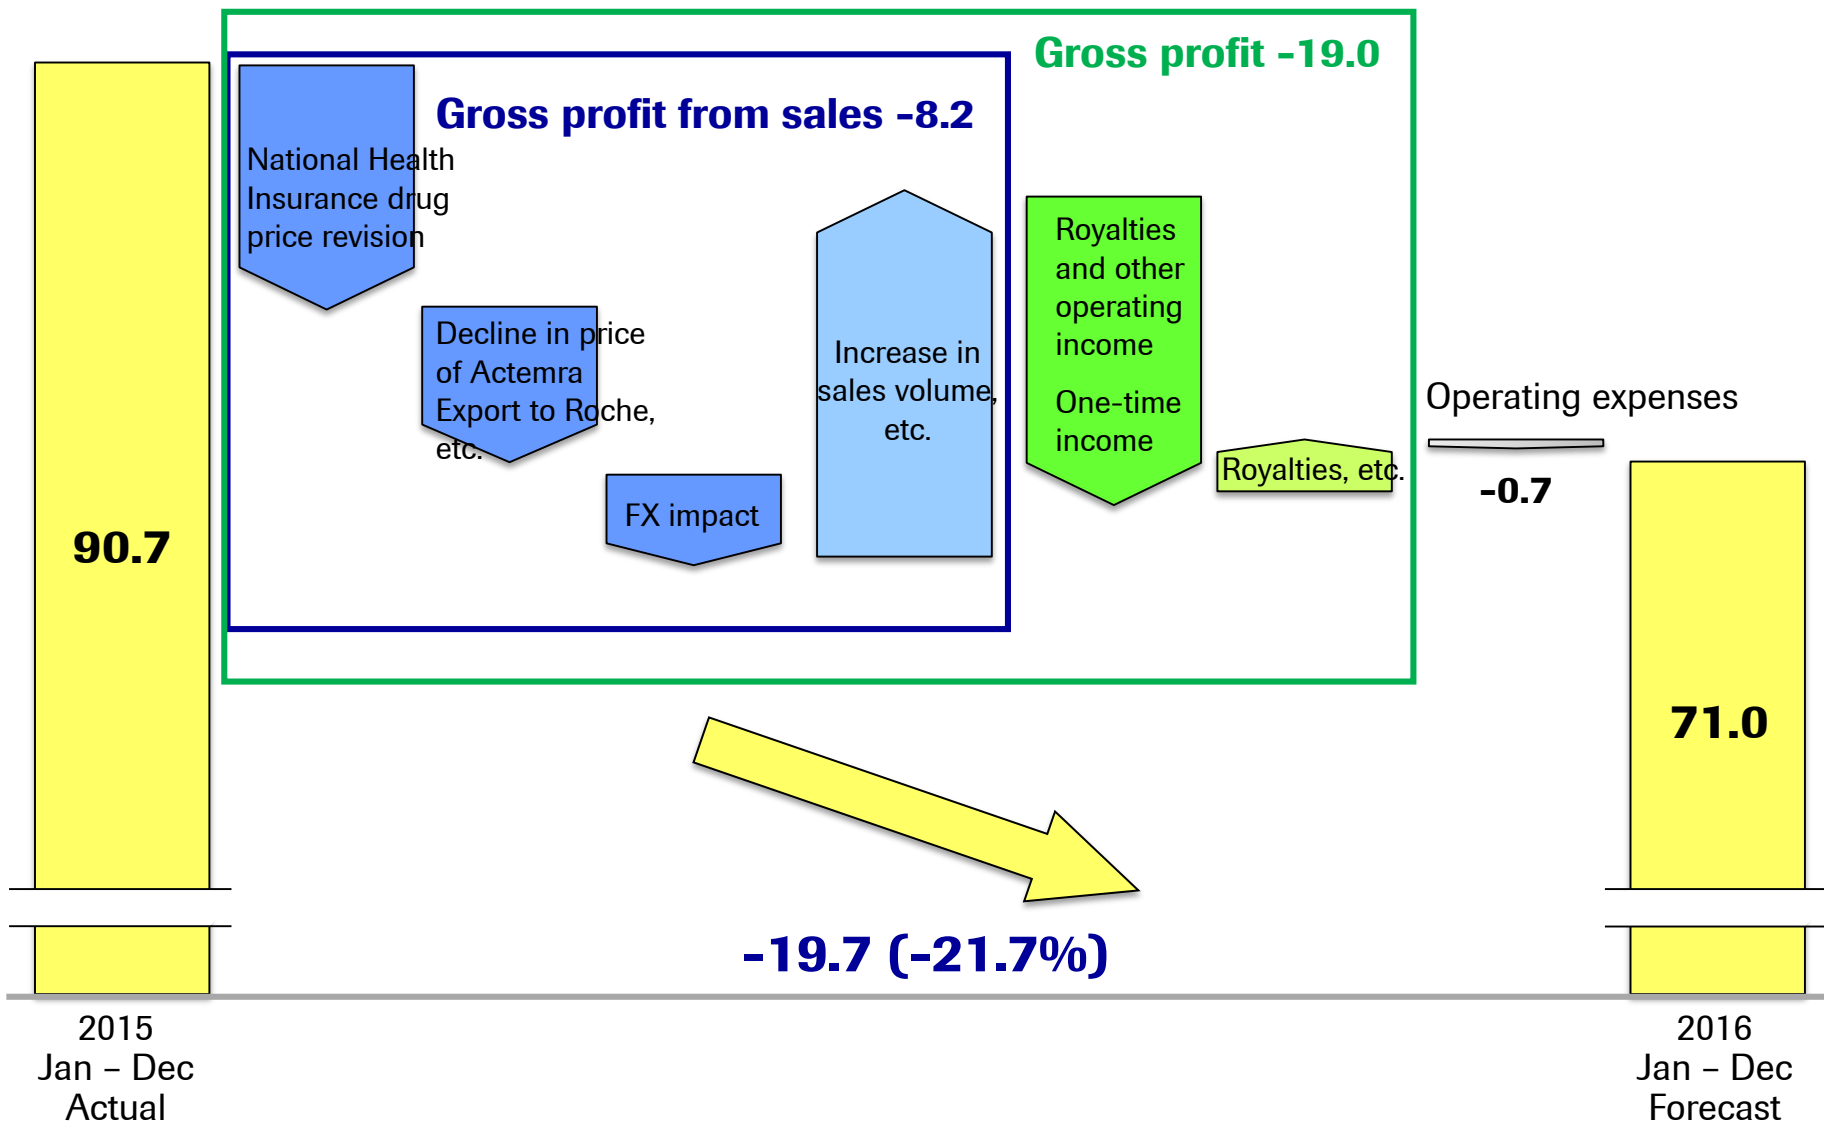 Gross profit -19.0
Gross profit from sales -8.2
National Health
Insurance drug
price revision
Decline in price
of Actemra
Export to Roche,
etc.
FX impact
Increase in
sales volume,
etc.
Royalties
and other
operating
income
One-time
income
Royalties, etc.
Operating expenses
-0.7
90.7
71.0
-19.7 (-21.7%)
2015
Jan – Dec
Actual
2016
Jan – Dec
Forecast